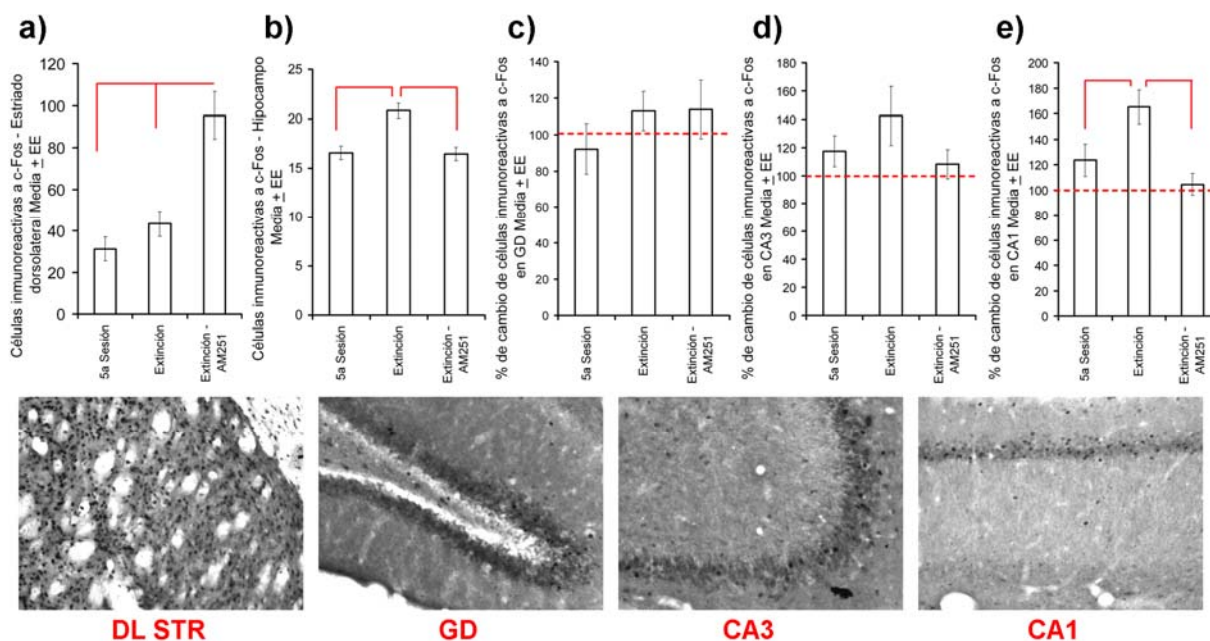 a)
Células inmunoreactivas a c-Fos - Estriado
dorsolateral Media ± EE
120
100
80
60
40
20
0
5a Sesión
Extinción
Extinción -
AM251
b)
Células inmunoreactivas a c-Fos - Hipocampo
Media ± EE
25
20
15
10
5
0
5a Sesión
Extinción
Extinción -
AM251
c)
% de cambio de células inmunoreactivas a c-Fos
en GD Media ± EE
140
120
100
80
60
40
20
0
5a Sesión
Extinción
Extinción -
AM251
d)
% de cambio de células inmunoreactivas a c-Fos
en CA3 Media ± EE
180
160
140
120
100
80
60
40
20
0
5a Sesión
Extinción
Extinción -
AM251
e)
% de cambio de células inmunoreactivas a c-Fos
en CA1 Media ± EE
200
180
160
140
120
100
80
60
40
20
0
5a Sesión
Extinción
Extinción -
AM251
DL STR
GD
CA3
CA1